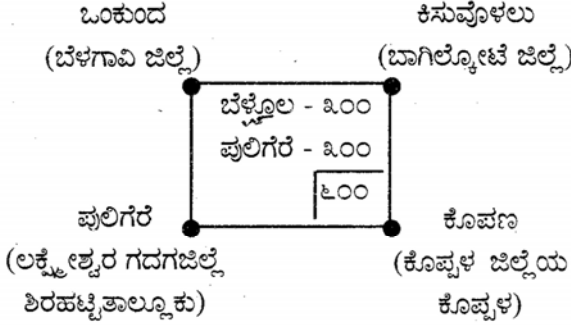 ಒಂಕುಂದ
(ಬೆಳಗಾವಿ ಜಿಲ್ಲೆ)
ಕಿಸುವೊಳಲು
(ಬಾಗಿಲ್ಕೋಟೆ ಜಿಲ್ಲೆ)
ಬೆಳ್ವೊಲ - ೩೦೦
ಪುಲಿಗೆರೆ - ೩೦೦
೬೦೦
ಪುಲಿಗೆರೆ
(ಲಕ್ಷ್ಮೇಶ್ವರ ಗದಗಜಿಲ್ಲೆ
ಶಿರಹಟ್ಟಿತಾಲ್ಲೂಕು)
ಕೊಪಣ
(ಕೊಪ್ಪಳ ಜಿಲ್ಲೆಯ
ಕೊಪ್ಪಳ)